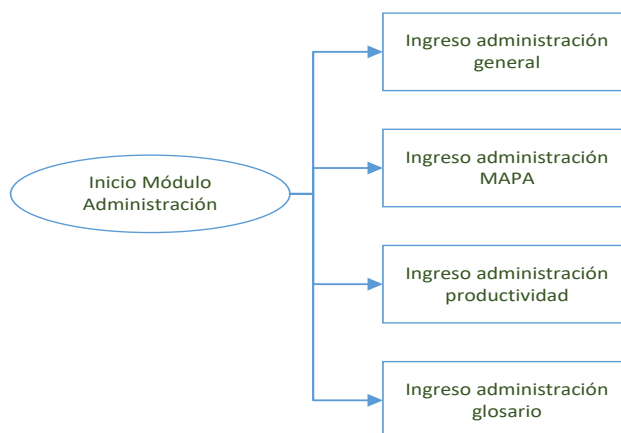 Ingreso administración
general
Ingreso administración
MAPA
Inicio Módulo
Administración
Ingreso administración
productividad
Ingreso administración
glosario